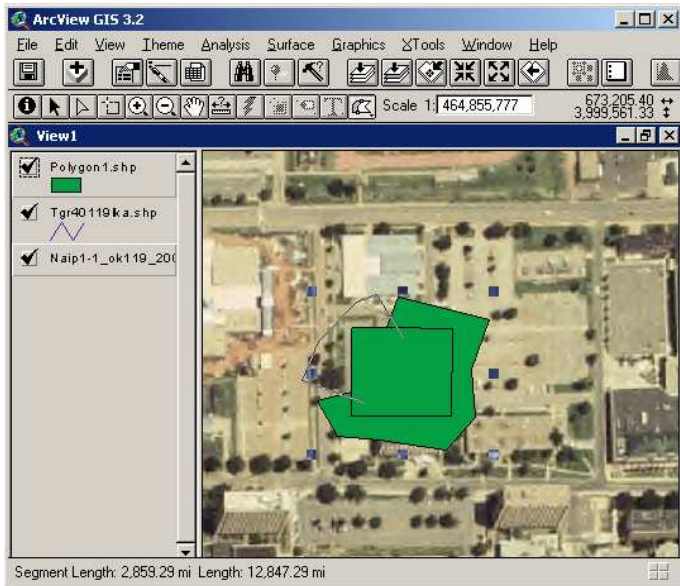 ArcView GIS 3.2
File Edit View Theme Analysis Surface Graphics XTools Window Help
Scale 1: 464,855,777 673,205.40
3,999,561.33
View1
Polygon1.shp
Tgr40119lka.shp
Naip1-1_ok119_200
Segment Length: 2,859.29 mi Length: 12,847.29 mi